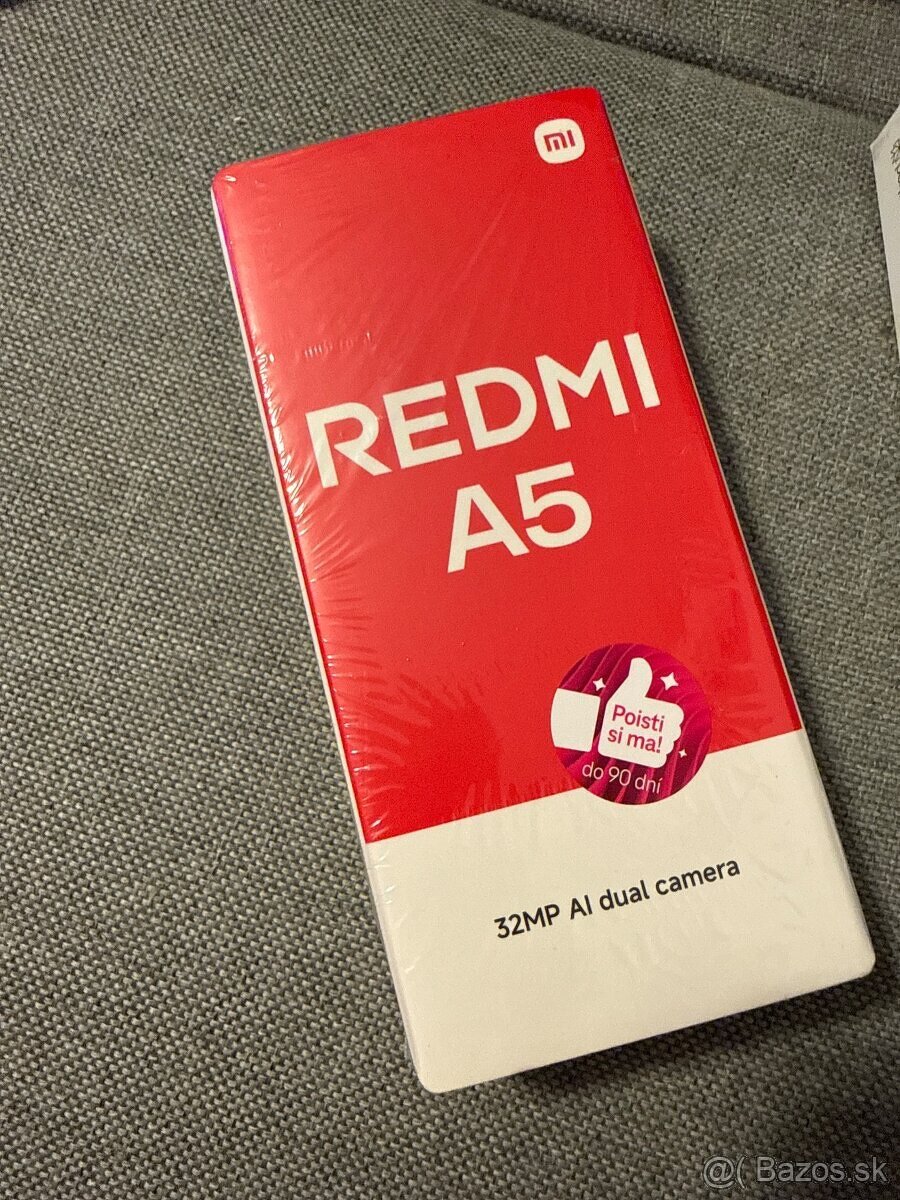 mi
REDMI
A5
Poisti
si ma!
do 90 dní
32MP AI dual camera
@( Bazos.sk